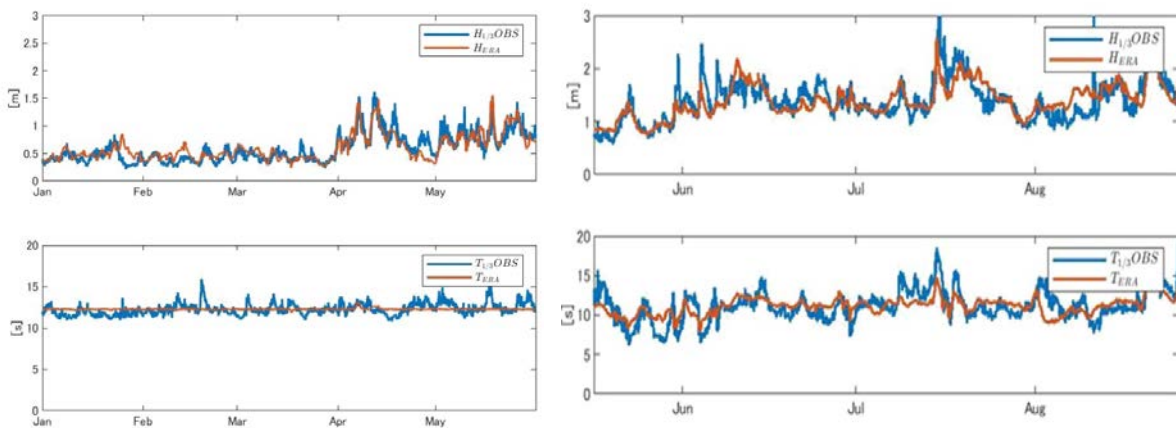 3
2.5
2
1.5
1
0.5
0
[m]
Jan Feb Mar Apr May
H1/3OBS
HERA
3
2
1
0
[m]
Jun Jul Aug
H1/3OBS
HERA
20
15
10
5
0
[s]
Jan Feb Mar Apr May
T1/3OBS
TERA
20
15
10
5
0
[s]
Jun Jul Aug
T1/3OBS
TERA